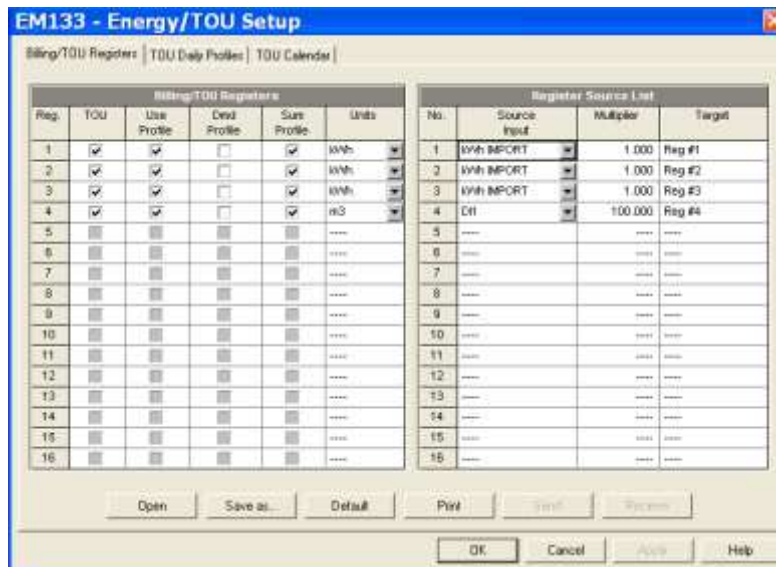 EM133 - Energy/TOU Setup
Billing/TOU Registers TOU Daily Profiles TOU Calendar
Billing/TOU Registers Register Source List
Reg. TOU Use Profile Dmd Profile Sum Profile Units No. Source Input Multiplier Target
1 kWh 1 kWh IMPORT 1.000 Reg #1
2 kWh 2 kWh IMPORT 1.000 Reg #2
3 kWh 3 kWh IMPORT 1.000 Reg #3
4 m3 4 DI1 100.000 Reg #4
5 ---- 5 ---- ---- ----
6 ---- 6 ---- ---- ----
7 ---- 7 ---- ---- ----
8 ---- 8 ---- ---- ----
9 ---- 9 ---- ---- ----
10 ---- 10 ---- ---- ----
11 ---- 11 ---- ---- ----
12 ---- 12 ---- ---- ----
13 ---- 13 ---- ---- ----
14 ---- 14 ---- ---- ----
15 ---- 15 ---- ---- ----
16 ---- 16 ---- ---- ----
Open Save as... Default Print Send Receive
OK Cancel Apply Help